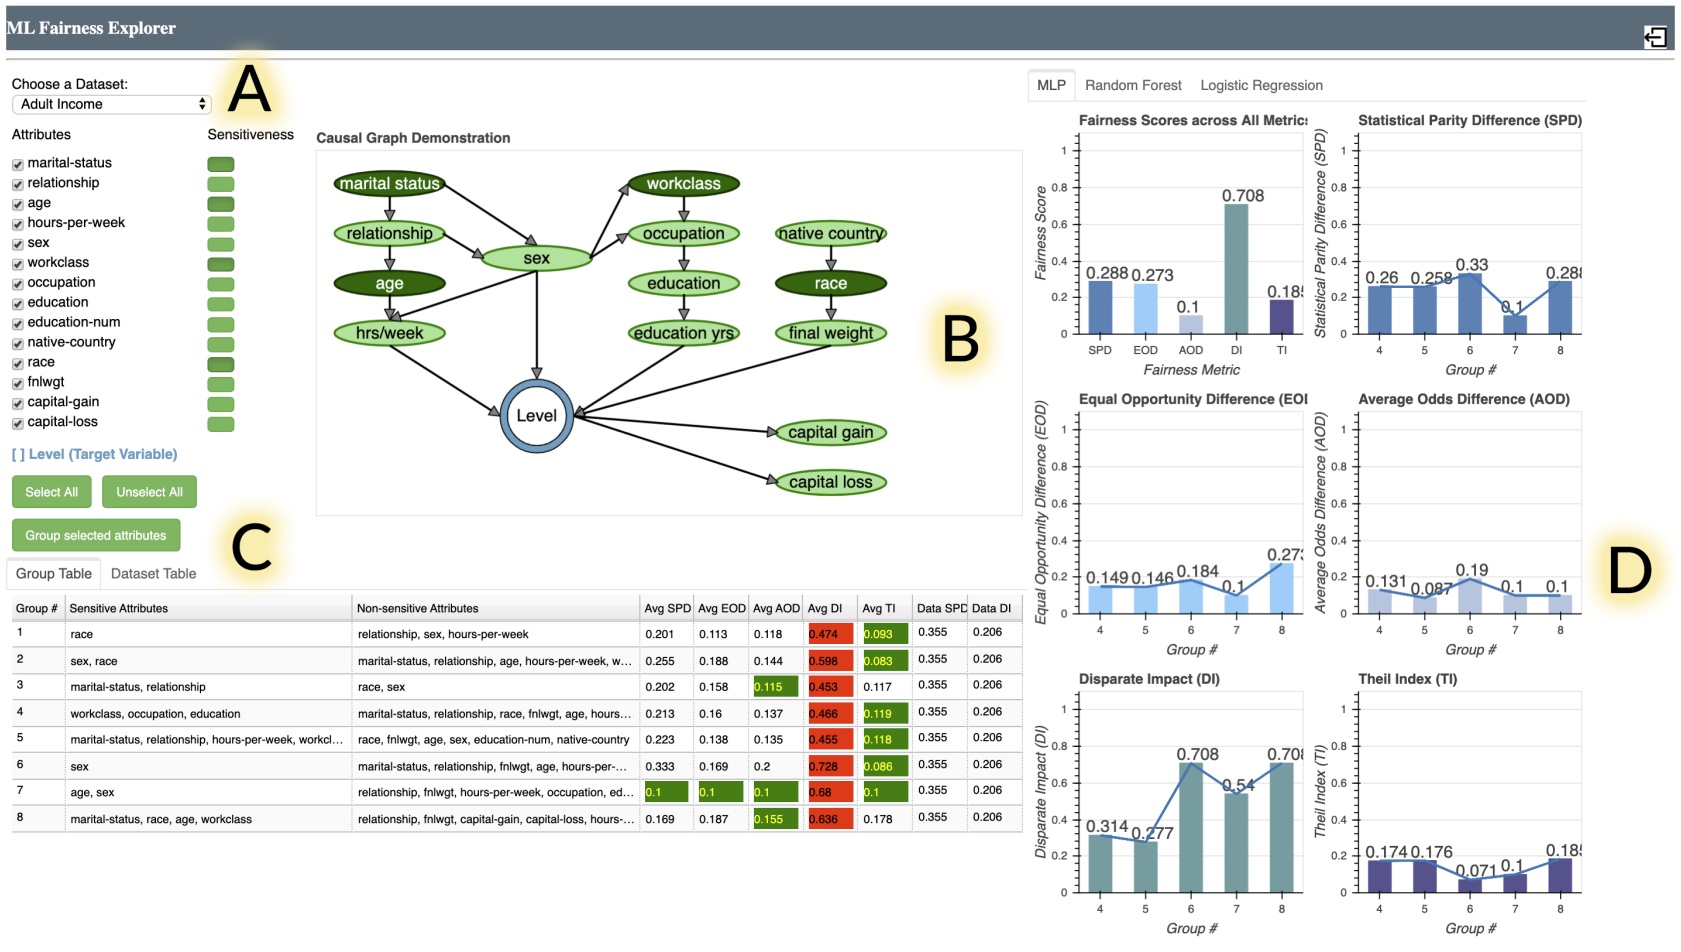 ML Fairness Explorer
A
Choose a Dataset:
Adult Income
Attributes Sensitiveness
marital-status
relationship
age
hours-per-week
sex
workclass
occupation
education
education-num
native-country
race
fnlwgt
capital-gain
capital-loss
[ ] Level (Target Variable)
Select All Unselect All
Group selected attributes
Causal Graph Demonstration
marital status workclass
relationship occupation native country
sex
age education race
hrs/week education yrs final weight
Level
capital gain
capital loss
B
C
Group Table Dataset Table
Group # Sensitive Attributes Non-sensitive Attributes Avg SPD Avg EOD Avg AOD Avg DI Avg TI Data SPD Data DI
1 race relationship, sex, hours-per-week 0.201 0.113 0.118 0.474 0.093 0.355 0.206
2 sex, race marital-status, relationship, age, hours-per-week, w... 0.255 0.188 0.144 0.598 0.083 0.355 0.206
3 marital-status, relationship race, sex 0.202 0.158 0.115 0.453 0.117 0.355 0.206
4 workclass, occupation, education marital-status, relationship, race, fnlwgt, age, hours... 0.213 0.16 0.137 0.466 0.119 0.355 0.206
5 marital-status, relationship, hours-per-week, workcl... race, fnlwgt, age, sex, education-num, native-country 0.223 0.138 0.135 0.455 0.118 0.355 0.206
6 sex marital-status, relationship, fnlwgt, age, hours-per-... 0.333 0.169 0.2 0.728 0.086 0.355 0.206
7 age, sex relationship, fnlwgt, hours-per-week, occupation, ed... 0.1 0.1 0.1 0.68 0.1 0.355 0.206
8 marital-status, race, age, workclass relationship, fnlwgt, capital-gain, capital-loss, hours-... 0.169 0.187 0.155 0.636 0.178 0.355 0.206
MLP Random Forest Logistic Regression
Fairness Scores across All Metric
Fairness Score
1
0.8
0.6
0.4
0.2
0
0.288 0.273 0.1 0.708 0.18
SPD EOD AOD DI TI
Fairness Metric
Statistical Parity Difference (SPD)
Statistical Parity Difference (SPD)
1
0.8
0.6
0.4
0.2
0
0.26 0.258 0.33 0.1 0.28
4 5 6 7 8
Group #
Equal Opportunity Difference (EO
Equal Opportunity Difference (EOD)
1
0.8
0.6
0.4
0.2
0
0.149 0.146 0.184 0.1 0.27
4 5 6 7 8
Group #
Average Odds Difference (AOD)
Average Odds Difference (AOD)
1
0.8
0.6
0.4
0.2
0
0.131 0.087 0.19 0.1 0.1
4 5 6 7 8
Group #
D
Disparate Impact (DI)
Disparate Impact (DI)
1
0.8
0.6
0.4
0.2
0
0.314 0.277 0.708 0.54 0.70
4 5 6 7 8
Group #
Theil Index (TI)
Theil Index (TI)
1
0.8
0.6
0.4
0.2
0
0.174 0.176 0.071 0.1 0.18
4 5 6 7 8
Group #